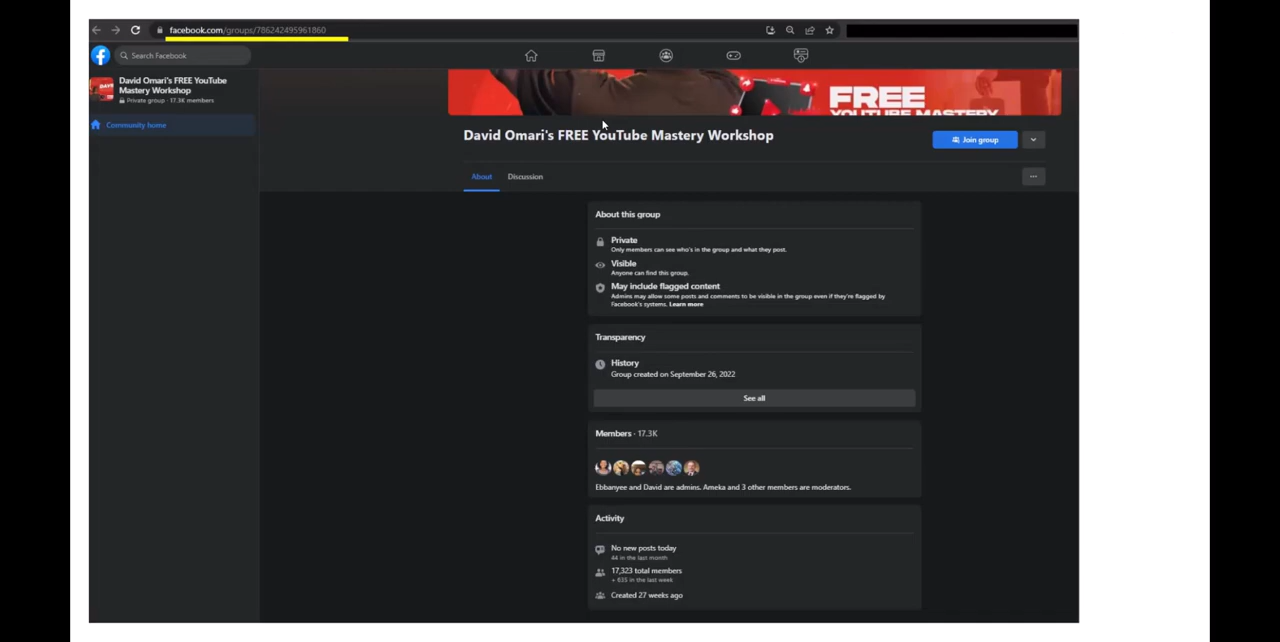 facebook.com/groups/786242495961860
Search Facebook
David Omari's FREE YouTube
Mastery Workshop
Private group · 17.3K members
Community home
FREE
YOUTUBE MASTERY
David Omari's FREE YouTube Mastery Workshop
Join group
About
Discussion
About this group
Private
Only members can see who's in the group and what they post.
Visible
Anyone can find this group.
May include flagged content
Admins may allow some posts and comments to be visible in the group even if they're flagged by
Facebook's systems. Learn more
Transparency
History
Group created on September 26, 2022
See all
Members · 17.3K
Ebbanyee and David are admins. Ameka and 3 other members are moderators.
Activity
No new posts today
44 in the last month
17,323 total members
+ 635 in the last week
Created 27 weeks ago